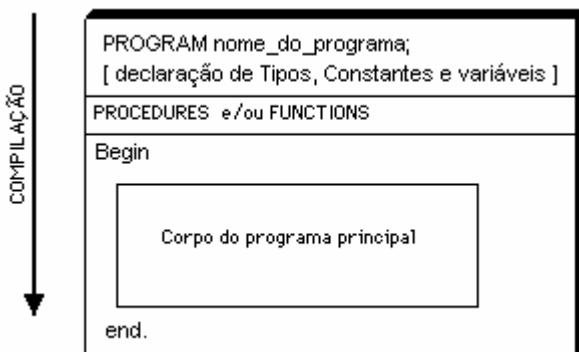 COMPILAÇÃO
PROGRAM nome_do_programa;
[ declaração de Tipos, Constantes e variáveis ]
PROCEDURES e/ou FUNCTIONS
Begin
Corpo do programa principal
end.